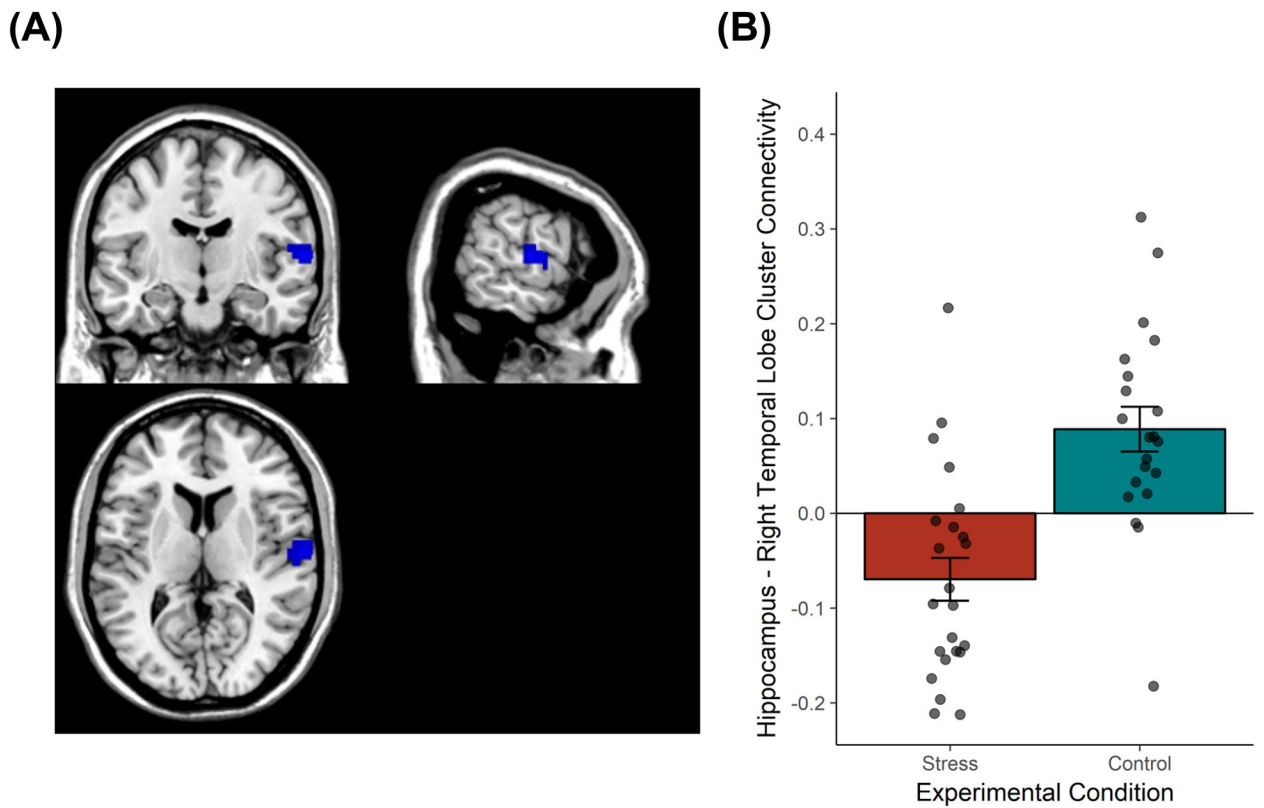 (A)
(B)
Hippocampus - Right Temporal Lobe Cluster Connectivity
0.4
0.3
0.2
0.1
0.0
-0.1
-0.2
Stress Control
Experimental Condition